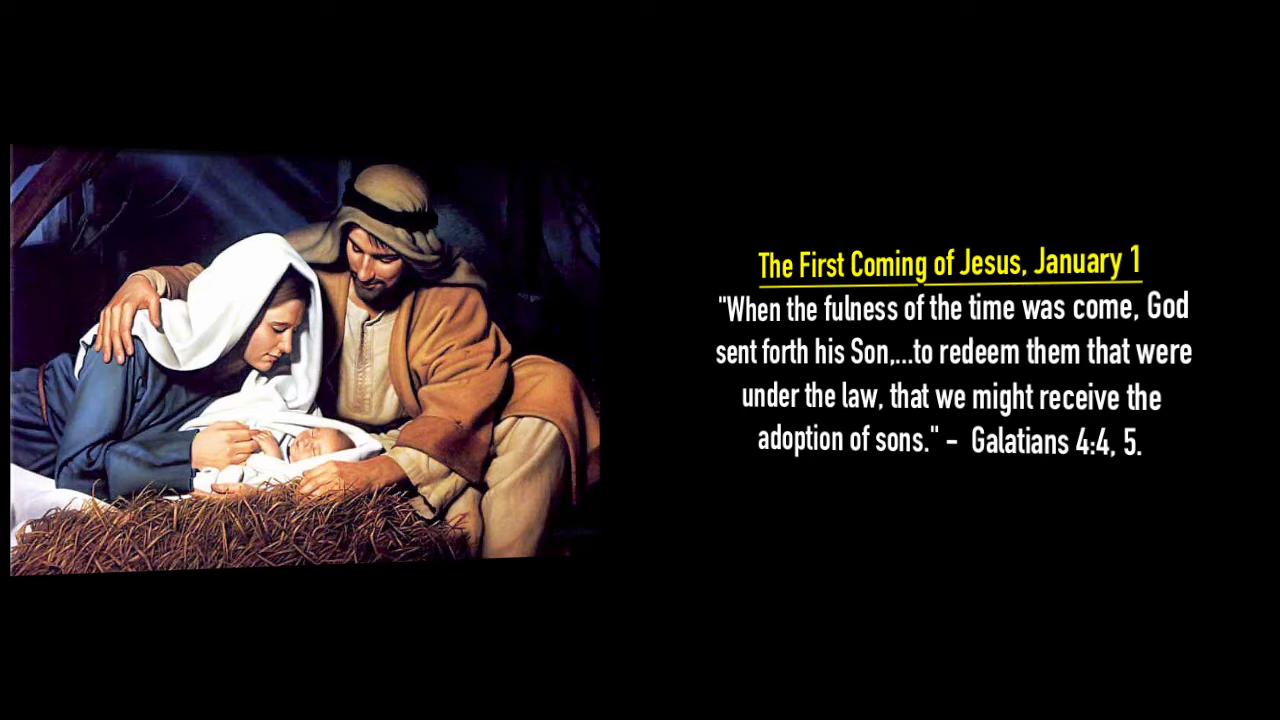 The First Coming of Jesus, January 1
"When the fulness of the time was come, God
sent forth his Son,...to redeem them that were
under the law, that we might receive the
adoption of sons." - Galatians 4:4, 5.